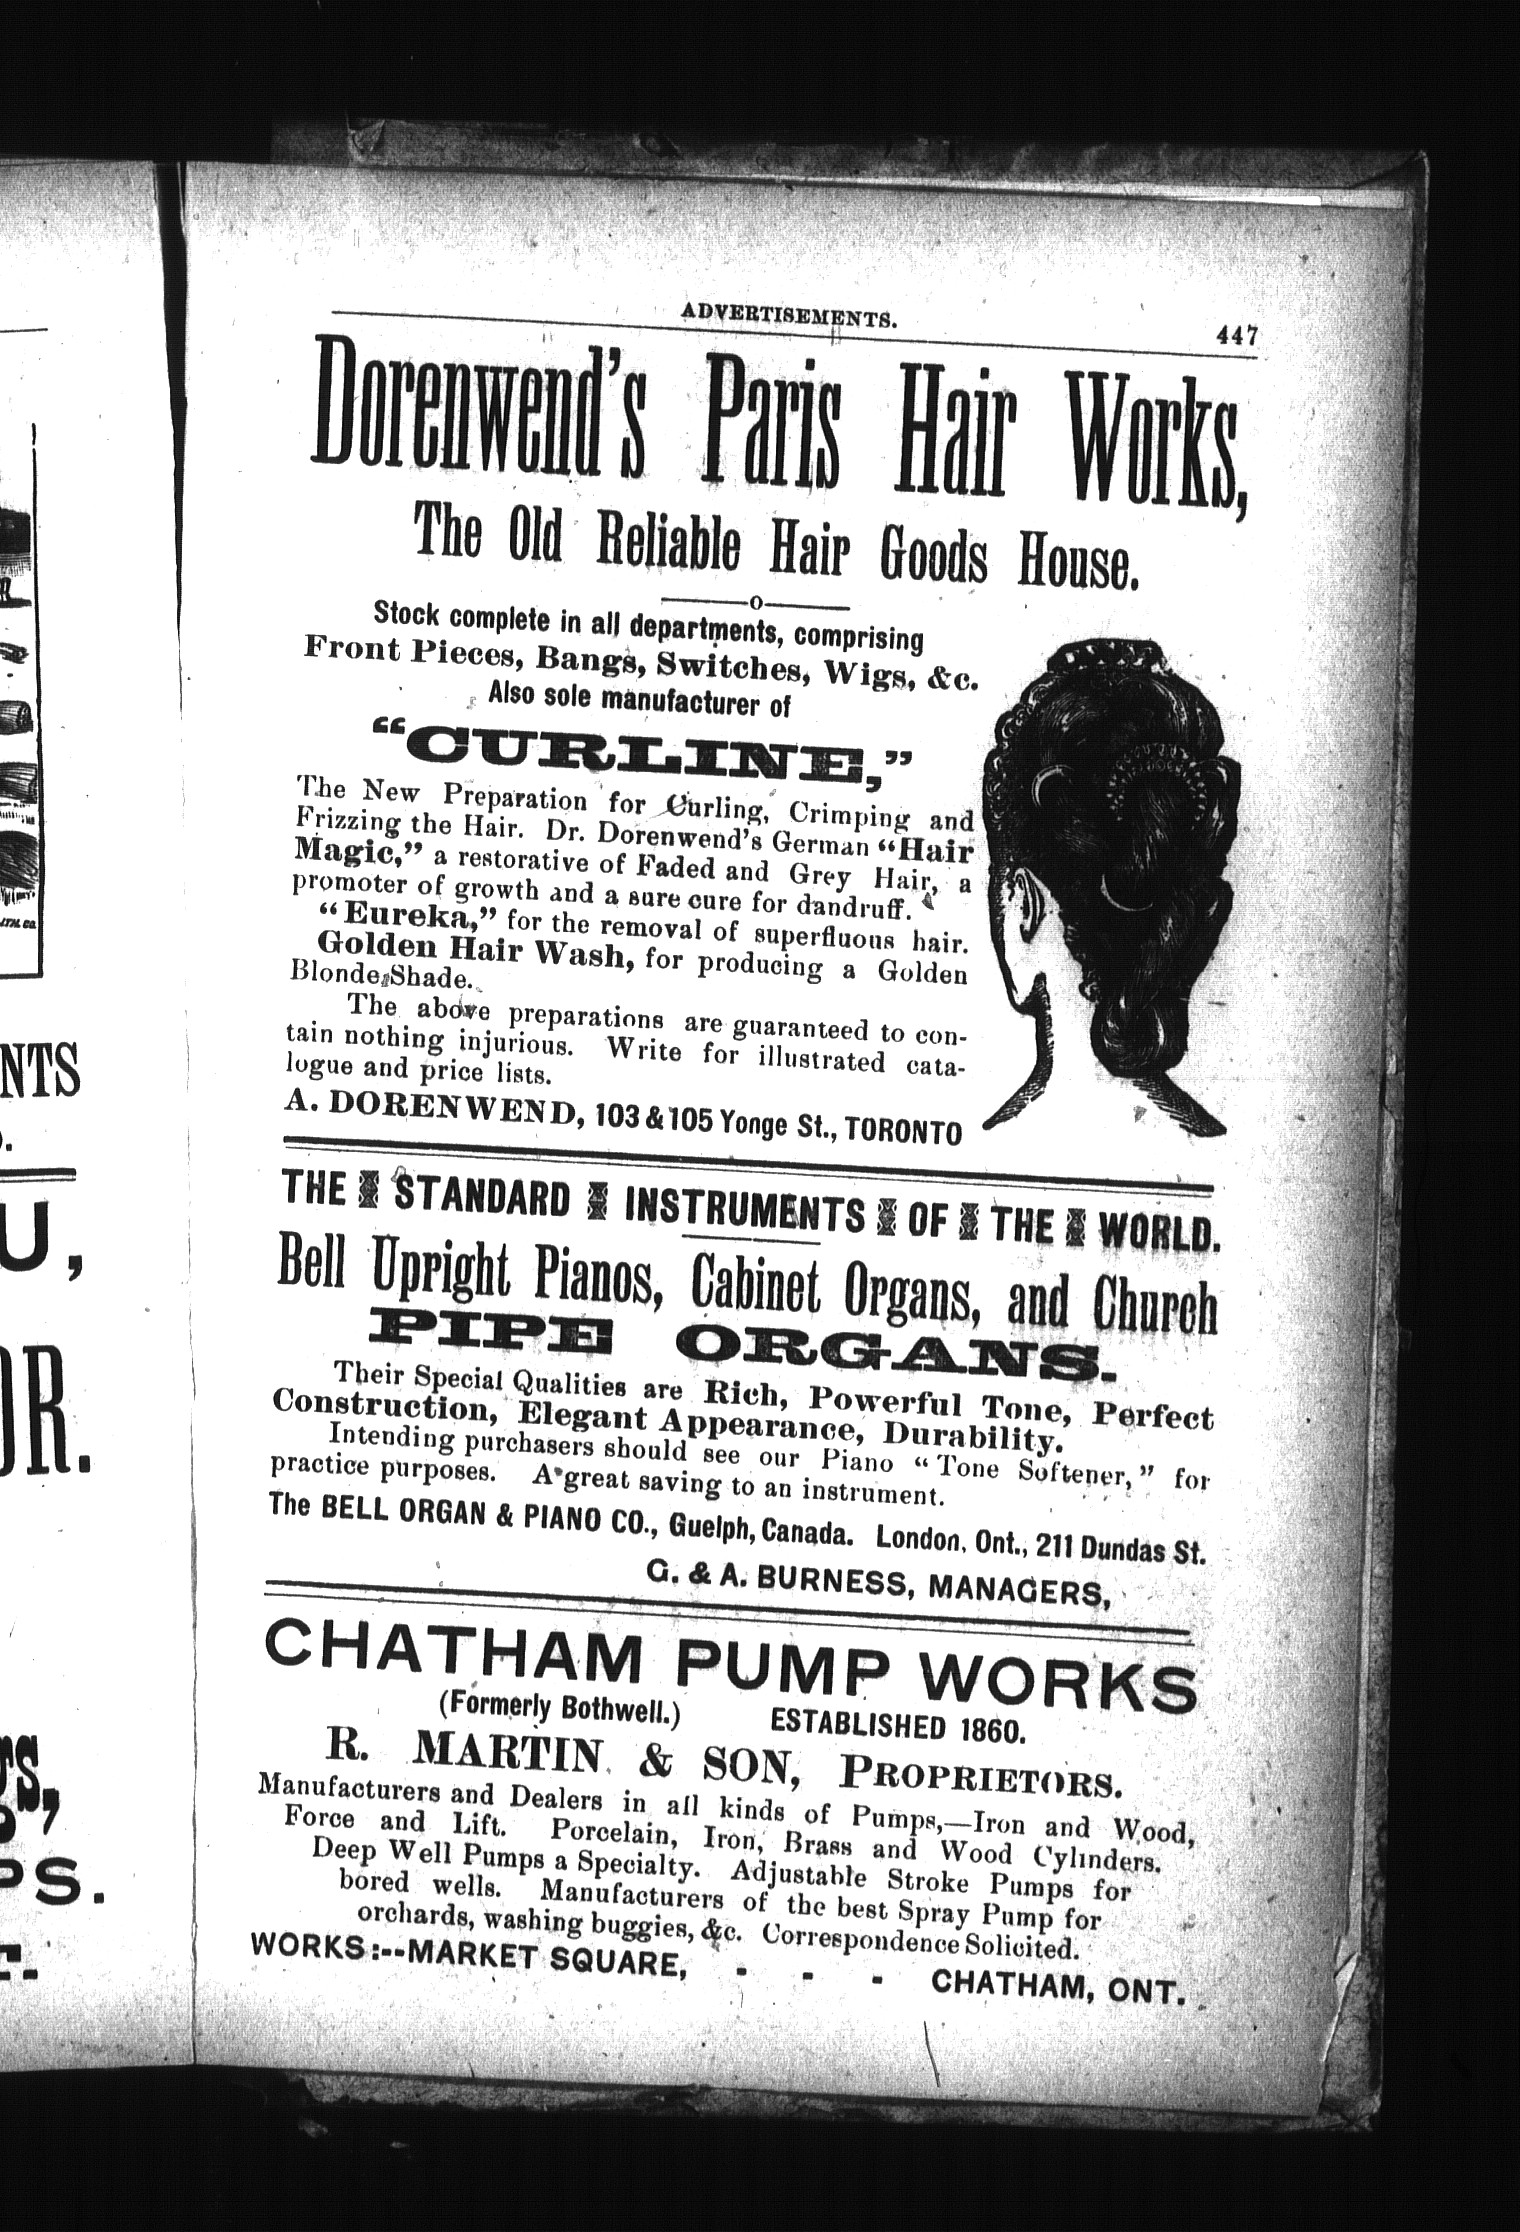 ADVERTISEMENTS.
447
Dorenwend's Paris Hair Works,
The Old Reliable Hair Goods House.
o
Stock complete in all departments, comprising
Front Pieces, Bangs, Switches, Wigs, &c.
Also sole manufacturer of
"CURLINE,"
The New Preparation for Curling, Crimping and
Frizzing the Hair. Dr. Dorenwend's German "Hair
Magic," a restorative of Faded and Grey Hair, a
promoter of growth and a sure cure for dandruff.
"Eureka," for the removal of superfluous hair.
Golden Hair Wash, for producing a Golden
Blonde Shade.
The above preparations are guaranteed to con-
tain nothing injurious. Write for illustrated cata-
logue and price lists.
A. DORENWEND, 103 & 105 Yonge St., TORONTO
THE STANDARD INSTRUMENTS OF THE WORLD.
Bell Upright Pianos, Cabinet Organs, and Church
PIPE ORGANS.
Their Special Qualities are Rich, Powerful Tone, Perfect
Construction, Elegant Appearance, Durability.
Intending purchasers should see our Piano "Tone Softener," for
practice purposes. A great saving to an instrument.
The BELL ORGAN & PIANO CO., Guelph, Canada. London, Ont., 211 Dundas St.
G. & A. BURNESS, MANAGERS,
CHATHAM PUMP WORKS
(Formerly Bothwell.) ESTABLISHED 1860.
R. MARTIN & SON, PROPRIETORS.
Manufacturers and Dealers in all kinds of Pumps,—Iron and Wood,
Force and Lift. Porcelain, Iron, Brass and Wood Cylinders.
Deep Well Pumps a Specialty. Adjustable Stroke Pumps for
bored wells. Manufacturers of the best Spray Pump for
orchards, washing buggies, &c. Correspondence Solicited.
WORKS:--MARKET SQUARE, - - - CHATHAM, ONT.